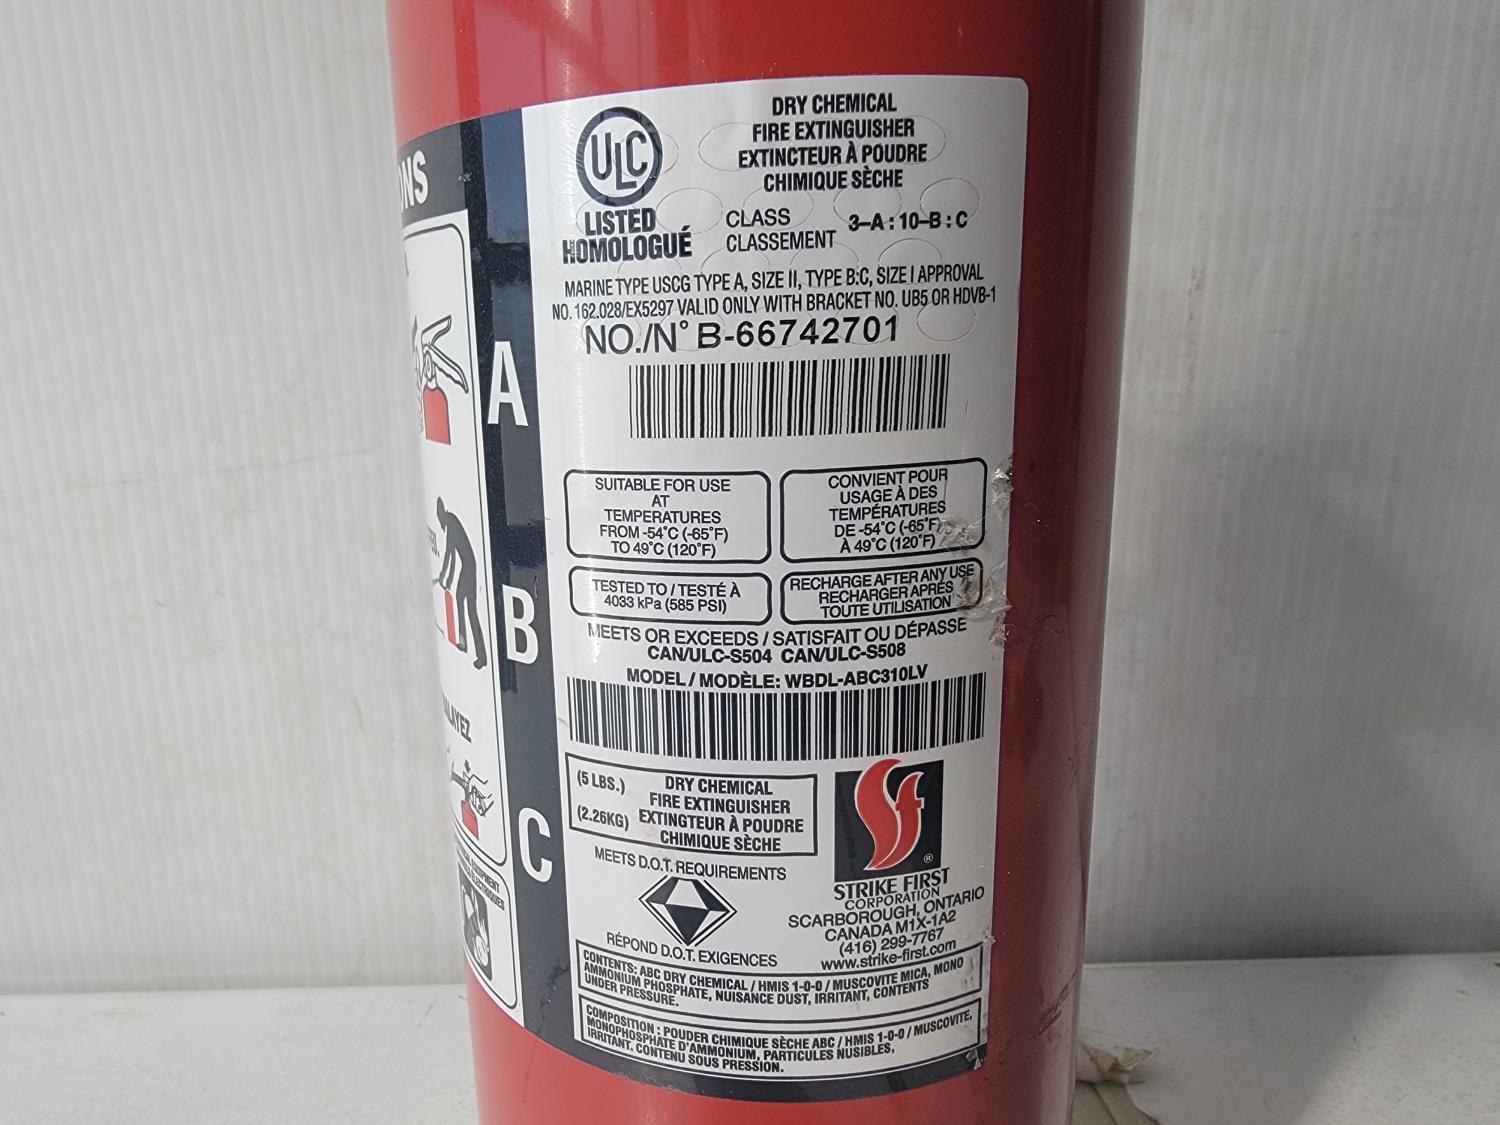 ULC
LISTED
HOMOLOGUÉ
DRY CHEMICAL
FIRE EXTINGUISHER
EXTINCTEUR À POUDRE
CHIMIQUE SÈCHE
CLASS
CLASSEMENT
3-A : 10-B : C
MARINE TYPE USCG TYPE A, SIZE II, TYPE B:C, SIZE I APPROVAL
NO. 162.028/EX5297 VALID ONLY WITH BRACKET NO. UB5 OR HDVB-1
NO./N° B-66742701
A
B
C
SUITABLE FOR USE
AT
TEMPERATURES
FROM -54°C (-65°F)
TO 49°C (120°F)
CONVIENT POUR
USAGE À DES
TEMPÉRATURES
DE -54°C (-65°F)
À 49°C (120°F)
TESTED TO / TESTÉ À
4033 kPa (585 PSI)
RECHARGE AFTER ANY USE
RECHARGER APRÈS
TOUTE UTILISATION
MEETS OR EXCEEDS / SATISFAIT OU DÉPASSE
CAN/ULC-S504 CAN/ULC-S508
MODEL / MODÈLE: WBDL-ABC310LV
(5 LBS.)
(2.26KG)
DRY CHEMICAL
FIRE EXTINGUISHER
EXTINGTEUR À POUDRE
CHIMIQUE SÈCHE
MEETS D.O.T. REQUIREMENTS
RÉPOND D.O.T. EXIGENCES
®
STRIKE FIRST
CORPORATION
SCARBOROUGH, ONTARIO
CANADA M1X-1A2
(416) 299-7767
www.strike-first.com
CONTENTS: ABC DRY CHEMICAL / HMIS 1-0-0 / MUSCOVITE MICA, MONO
AMMONIUM PHOSPHATE, NUISANCE DUST, IRRITANT, CONTENTS
UNDER PRESSURE.
COMPOSITION : POUDER CHIMIQUE SÈCHE ABC / HMIS 1-0-0 / MUSCOVITE,
MONOPHOSPHATE D'AMMONIUM, PARTICULES NUSIBLES,
IRRITANT. CONTENU SOUS PRESSION.